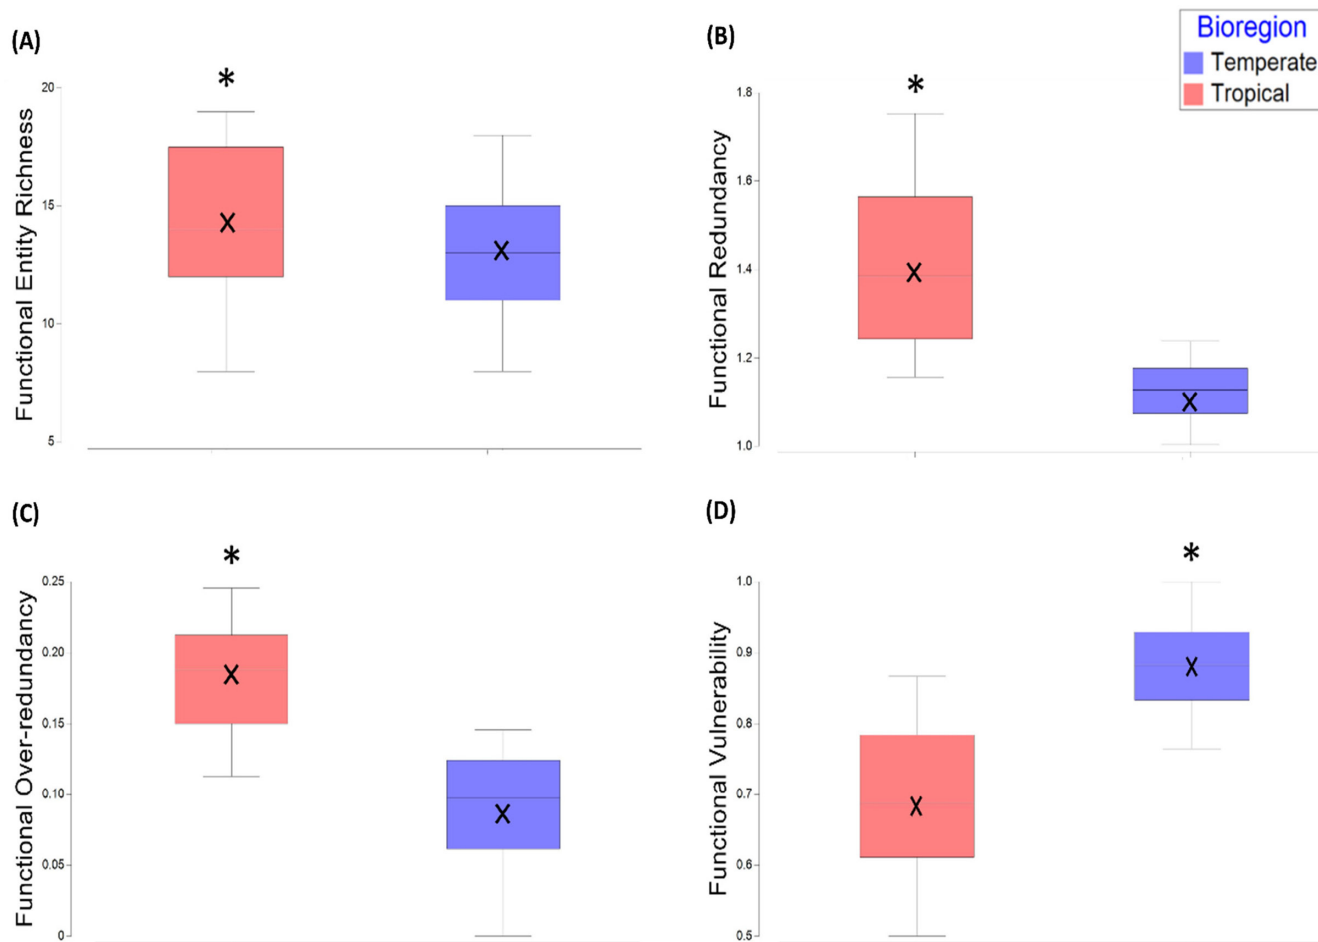 (A)
*
20
15
10
5
Functional Entity Richness
X
X
(B)
*
1.8
1.6
1.4
1.2
1.0
Functional Redundancy
X
X
Bioregion
Temperate
Tropical
(C)
*
0.25
0.20
0.15
0.10
0.05
0
Functional Over-redundancy
X
X
(D)
*
1.0
0.9
0.8
0.7
0.6
0.5
Functional Vulnerability
X
X